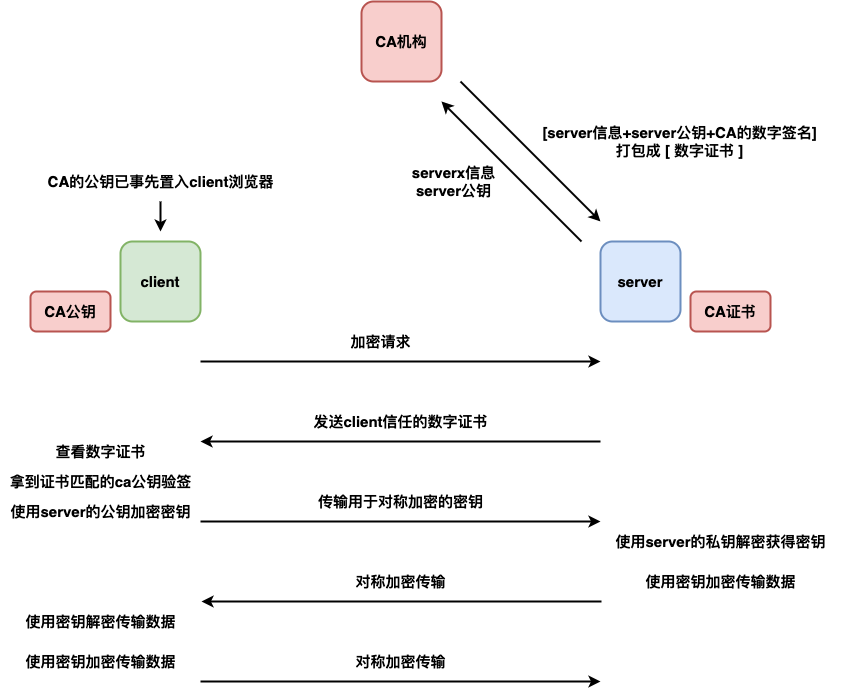 CA机构
[server信息+server公钥+CA的数字签名]
打包成 [ 数字证书 ]
serverx信息
server公钥
CA的公钥已事先置入client浏览器
client
server
CA公钥
CA证书
加密请求
发送client信任的数字证书
查看数字证书
拿到证书匹配的ca公钥验签
使用server的公钥加密密钥
传输用于对称加密的密钥
使用server的私钥解密获得密钥
对称加密传输
使用密钥加密传输数据
使用密钥解密传输数据
使用密钥加密传输数据
对称加密传输